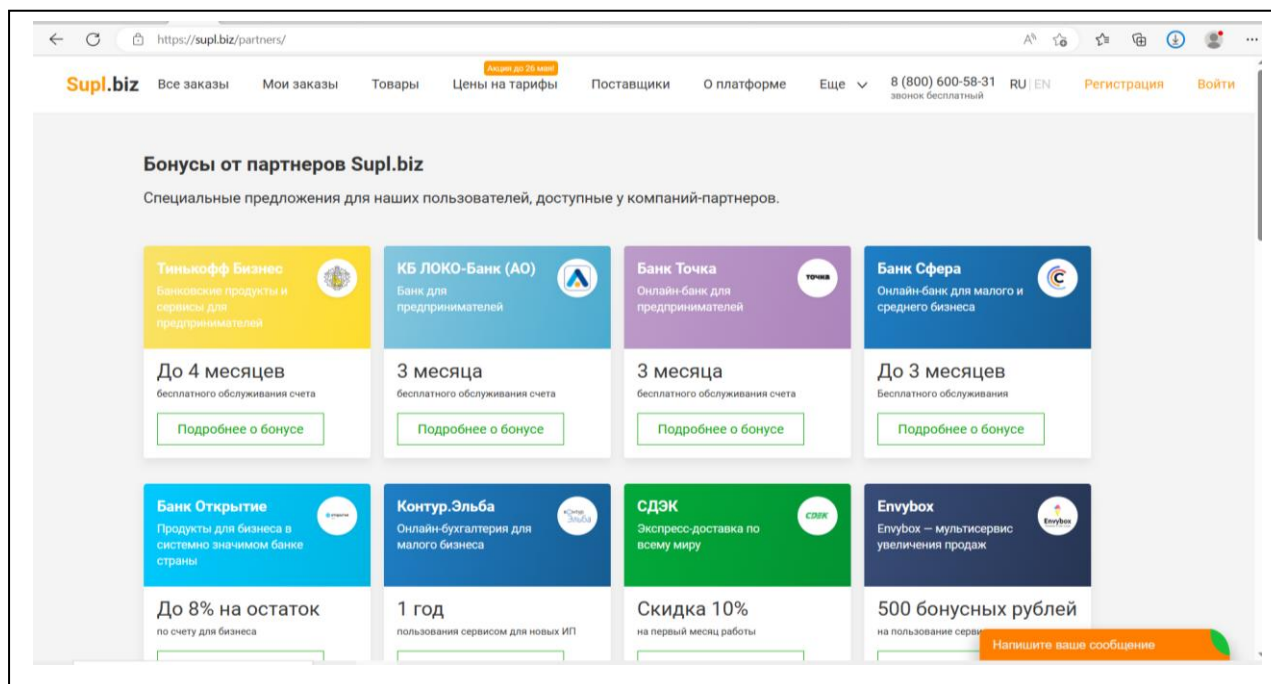 https://supl.biz/partners/
Акции до 26 мая!
Supl.biz Все заказы Мои заказы Товары Цены на тарифы Поставщики О платформе Еще 8 (800) 600-58-31 RU | EN Регистрация Войти
звонок бесплатный
Бонусы от партнеров Supl.biz
Специальные предложения для наших пользователей, доступные у компаний-партнеров.
Тинькофф Бизнес
Банковские продукты и
сервисы для
предпринимателей
До 4 месяцев
бесплатного обслуживания счета
Подробнее о бонусе
КБ ЛОКО-Банк (АО)
Банк для
предпринимателей
3 месяца
бесплатного обслуживания счета
Подробнее о бонусе
Банк Точка
Онлайн-банк для
предпринимателей
точка
3 месяца
бесплатного обслуживания счета
Подробнее о бонусе
Банк Сфера
Онлайн-банк для малого и
среднего бизнеса
До 3 месяцев
Бесплатного обслуживания
Подробнее о бонусе
Банк Открытие
Продукты для бизнеса в
системно значимом банке
страны
До 8% на остаток
по счету для бизнеса
Контур.Эльба
Онлайн-бухгалтерия для
малого бизнеса
Эльба
1 год
пользования сервисом для новых ИП
СДЭК
Экспресс-доставка по
всему миру
CDEK
Скидка 10%
на первый месяц работы
Envybox
Envybox — мультисервис
увеличения продаж
Envybox
500 бонусных рублей
на пользование
Напишите ваше сообщение